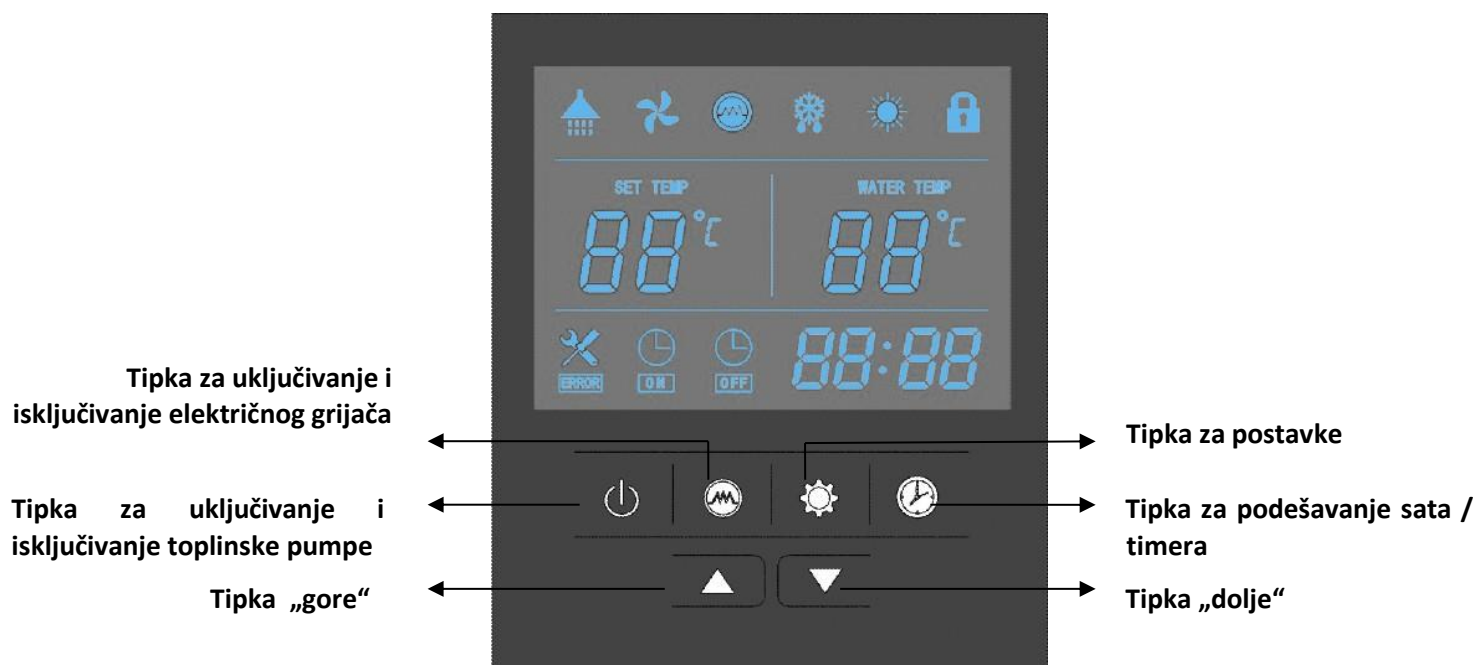 SET TEMP
WATER TEMP
88°C
88°C
ERROR
ON
OFF
88:88
Tipka za uključivanje i
isključivanje električnog grijača
Tipka za uključivanje i
isključivanje toplinske pumpe
Tipka „gore“
Tipka za postavke
Tipka za podešavanje sata /
timera
Tipka „dolje“